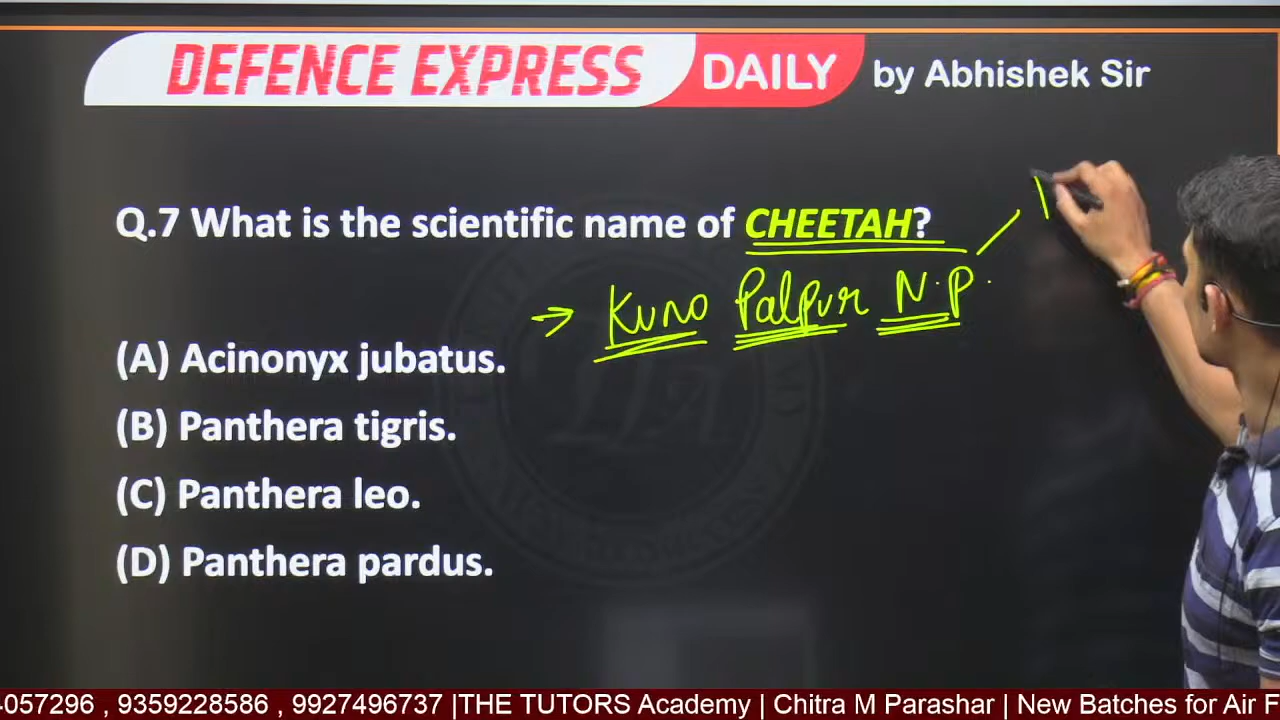 DEFENCE EXPRESS DAILY by Abhishek Sir
Q.7 What is the scientific name of CHEETAH?
→ Kuno Palpur N.P.
(A) Acinonyx jubatus.
(B) Panthera tigris.
(C) Panthera leo.
(D) Panthera pardus.
-057296 , 9359228586 , 9927496737 |THE TUTORS Academy | Chitra M Parashar | New Batches for Air F